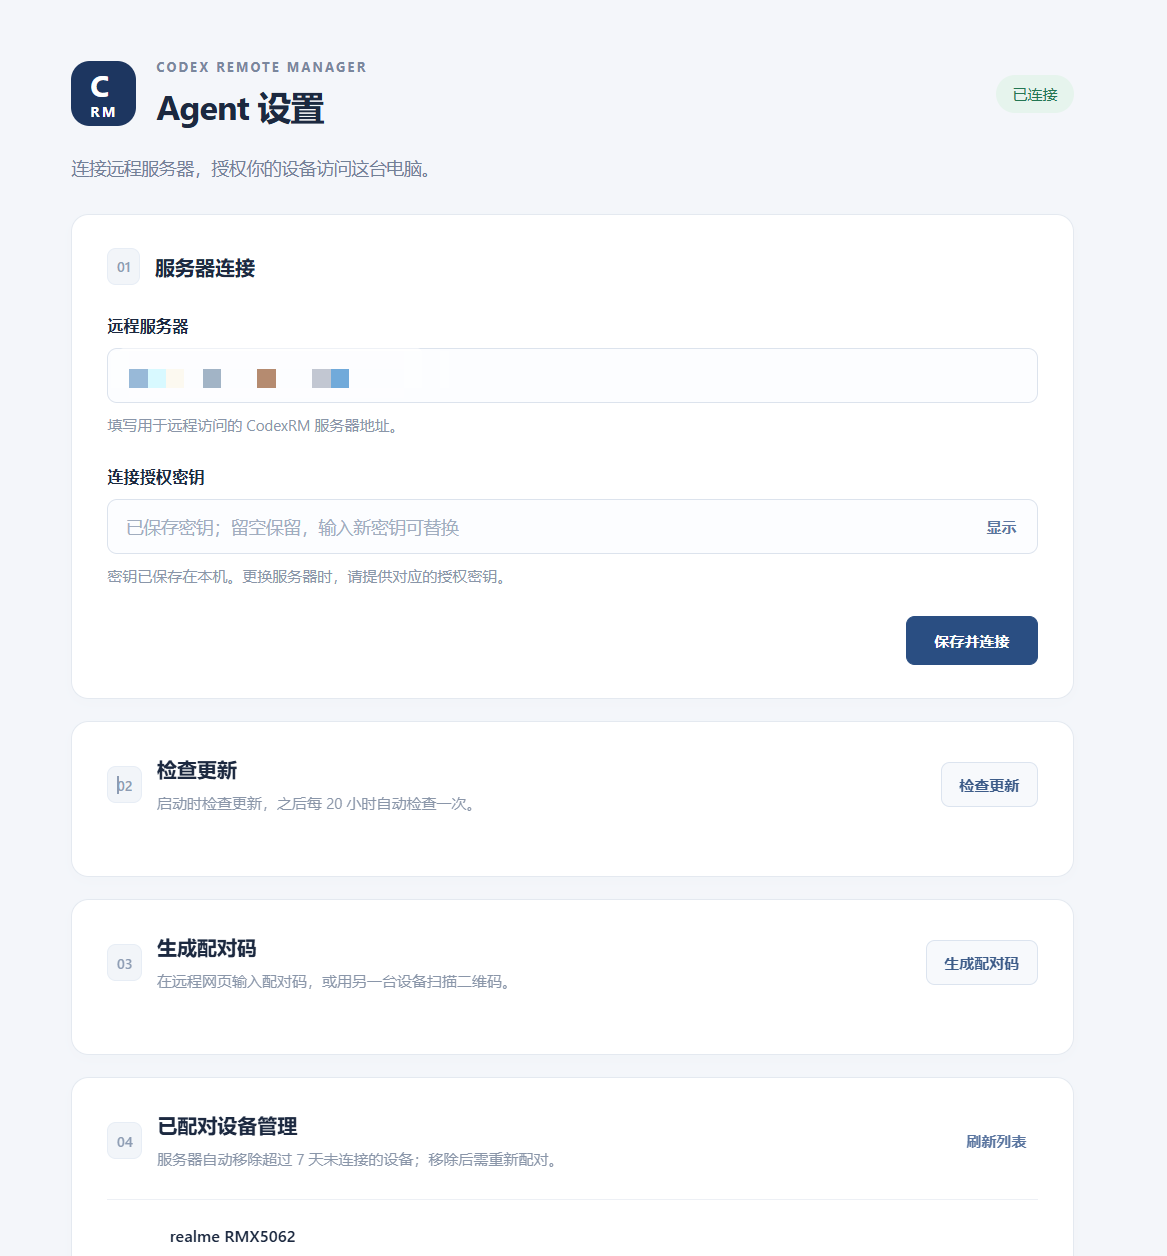 C
RM
CODEX REMOTE MANAGER
Agent 设置
已连接
连接远程服务器，授权你的设备访问这台电脑。
01
服务器连接
远程服务器
填写用于远程访问的 CodexRM 服务器地址。
连接授权密钥
已保存密钥；留空保留，输入新密钥可替换
显示
密钥已保存在本机。更换服务器时，请提供对应的授权密钥。
保存并连接
02
检查更新
启动时检查更新，之后每 20 小时自动检查一次。
检查更新
03
生成配对码
在远程网页输入配对码，或用另一台设备扫描二维码。
生成配对码
04
已配对设备管理
服务器自动移除超过 7 天未连接的设备；移除后需重新配对。
刷新列表
realme RMX5062